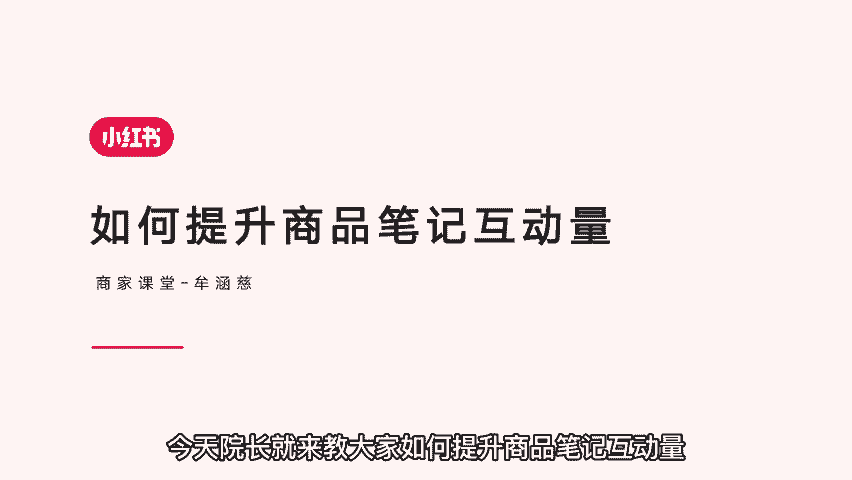 小红书
如何提升商品笔记互动量
商家课堂-牟涵慈
今天院长就来教大家如何提升商品笔记互动量